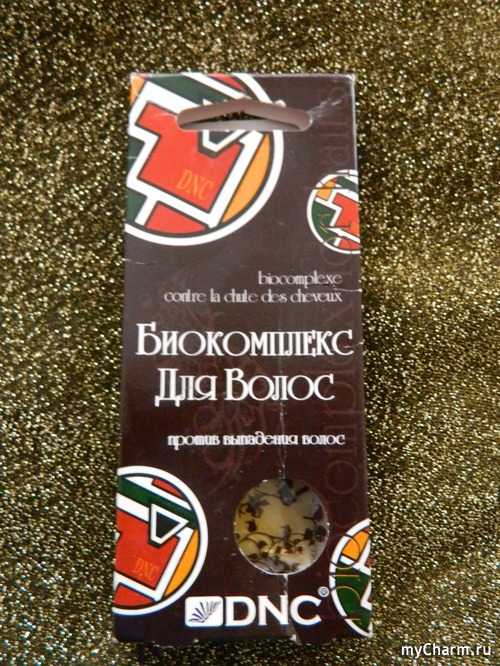 DNC
biocomplexe
contre la chute des cheveux
Биокомплекс
Для Волос
против выпадения волос
DNC
DNC®
myCharm.ru